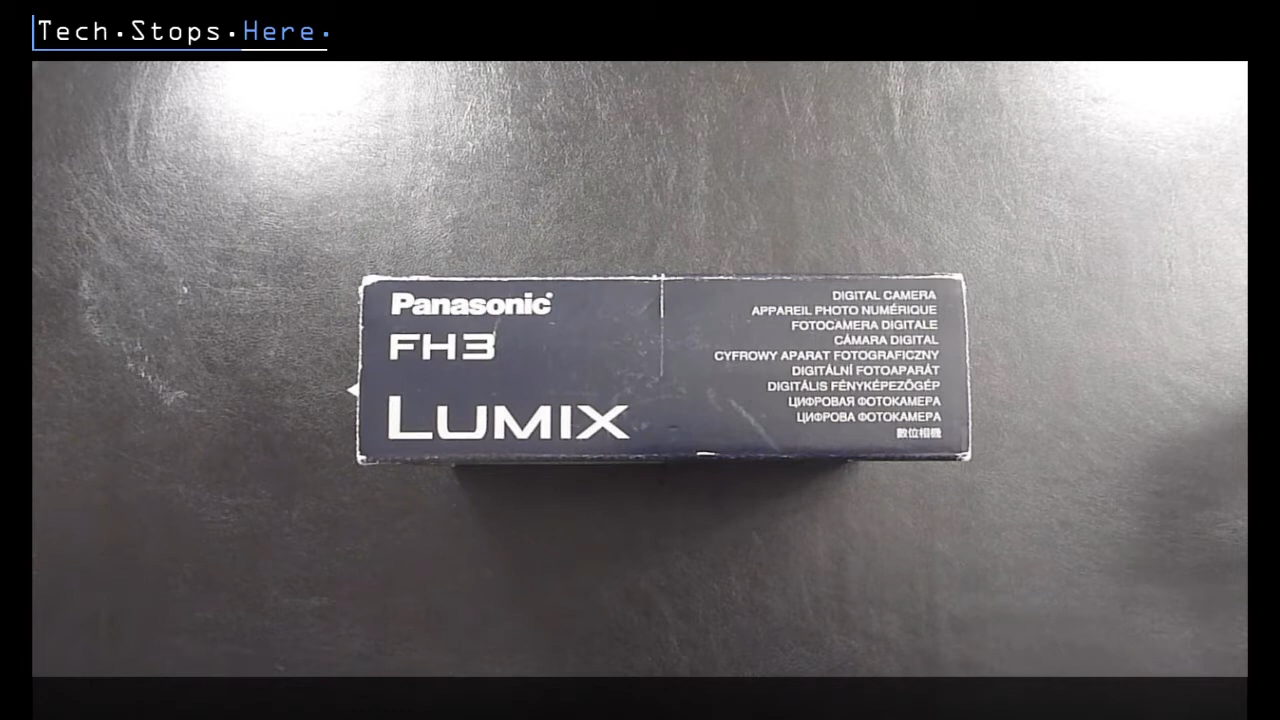 Tech.Stops.Here.
Panasonic
FH3
LUMIX
DIGITAL CAMERA
APPAREIL PHOTO NUMÉRIQUE
FOTOCAMERA DIGITALE
CÁMARA DIGITAL
CYFROWY APARAT FOTOGRAFICZNY
DIGITÁLNÍ FOTOAPARÁT
DIGITÁLIS FÉNYKÉPEZŐGÉP
ЦИФРОВАЯ ФОТОКАМЕРА
ЦИФРОВА ФОТОКАМЕРА
數位相機